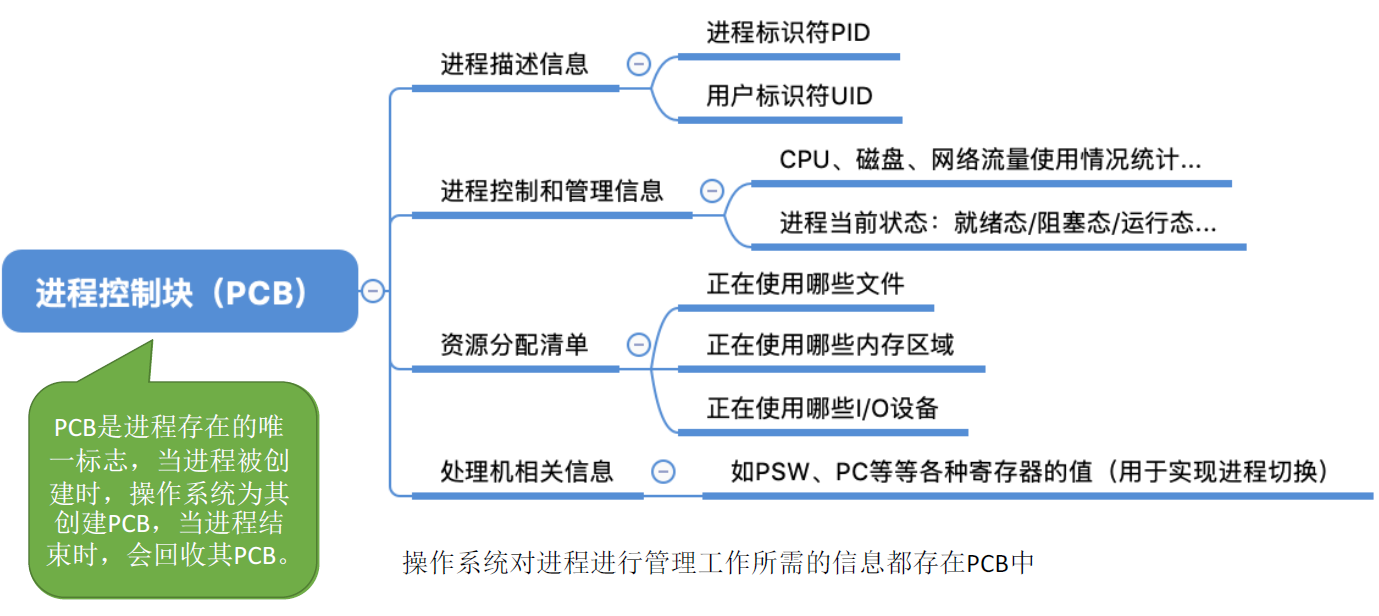 进程控制块（PCB）
进程描述信息
进程标识符PID
用户标识符UID
进程控制和管理信息
CPU、磁盘、网络流量使用情况统计...
进程当前状态：就绪态/阻塞态/运行态...
资源分配清单
正在使用哪些文件
正在使用哪些内存区域
正在使用哪些I/O设备
处理机相关信息
如PSW、PC等等各种寄存器的值（用于实现进程切换）
PCB是进程存在的唯
一标志，当进程被创
建时，操作系统为其
创建PCB，当进程结
束时，会回收其PCB。
操作系统对进程进行管理工作所需的信息都存在PCB中